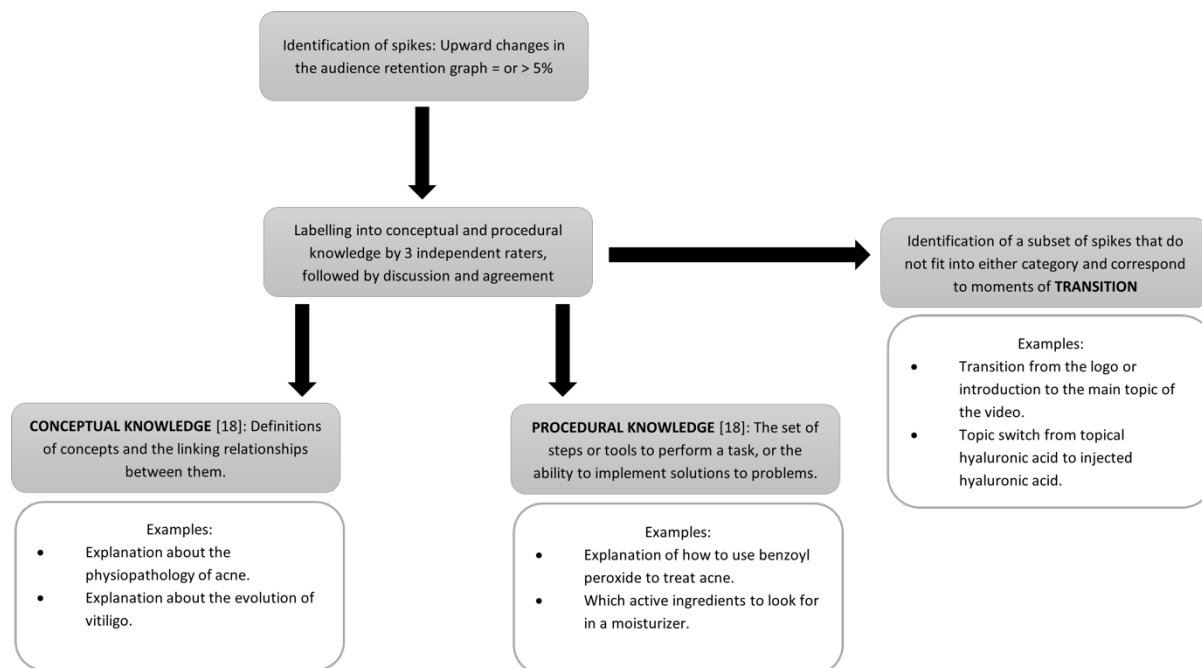 Identification of spikes: Upward changes in
the audience retention graph = or > 5%
Labelling into conceptual and procedural
knowledge by 3 independent raters,
followed by discussion and agreement
Identification of a subset of spikes that do
not fit into either category and correspond
to moments of TRANSITION
Examples:
• Transition from the logo or
introduction to the main topic of
the video.
• Topic switch from topical
hyaluronic acid to injected
hyaluronic acid.
CONCEPTUAL KNOWLEDGE [18]: Definitions
of concepts and the linking relationships
between them.
Examples:
• Explanation about the
physiopathology of acne.
• Explanation about the evolution of
vitiligo.
PROCEDURAL KNOWLEDGE [18]: The set of
steps or tools to perform a task, or the
ability to implement solutions to problems.
Examples:
• Explanation of how to use benzoyl
peroxide to treat acne.
• Which active ingredients to look for
in a moisturizer.